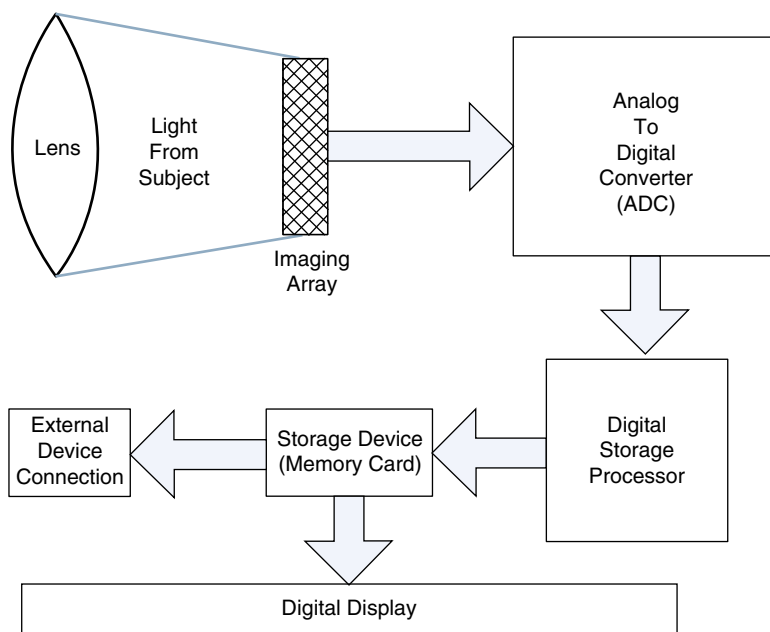 Lens
Light
From
Subject
Imaging
Array
Analog
To
Digital
Converter
(ADC)
Digital
Storage
Processor
Storage Device
(Memory Card)
External
Device
Connection
Digital Display